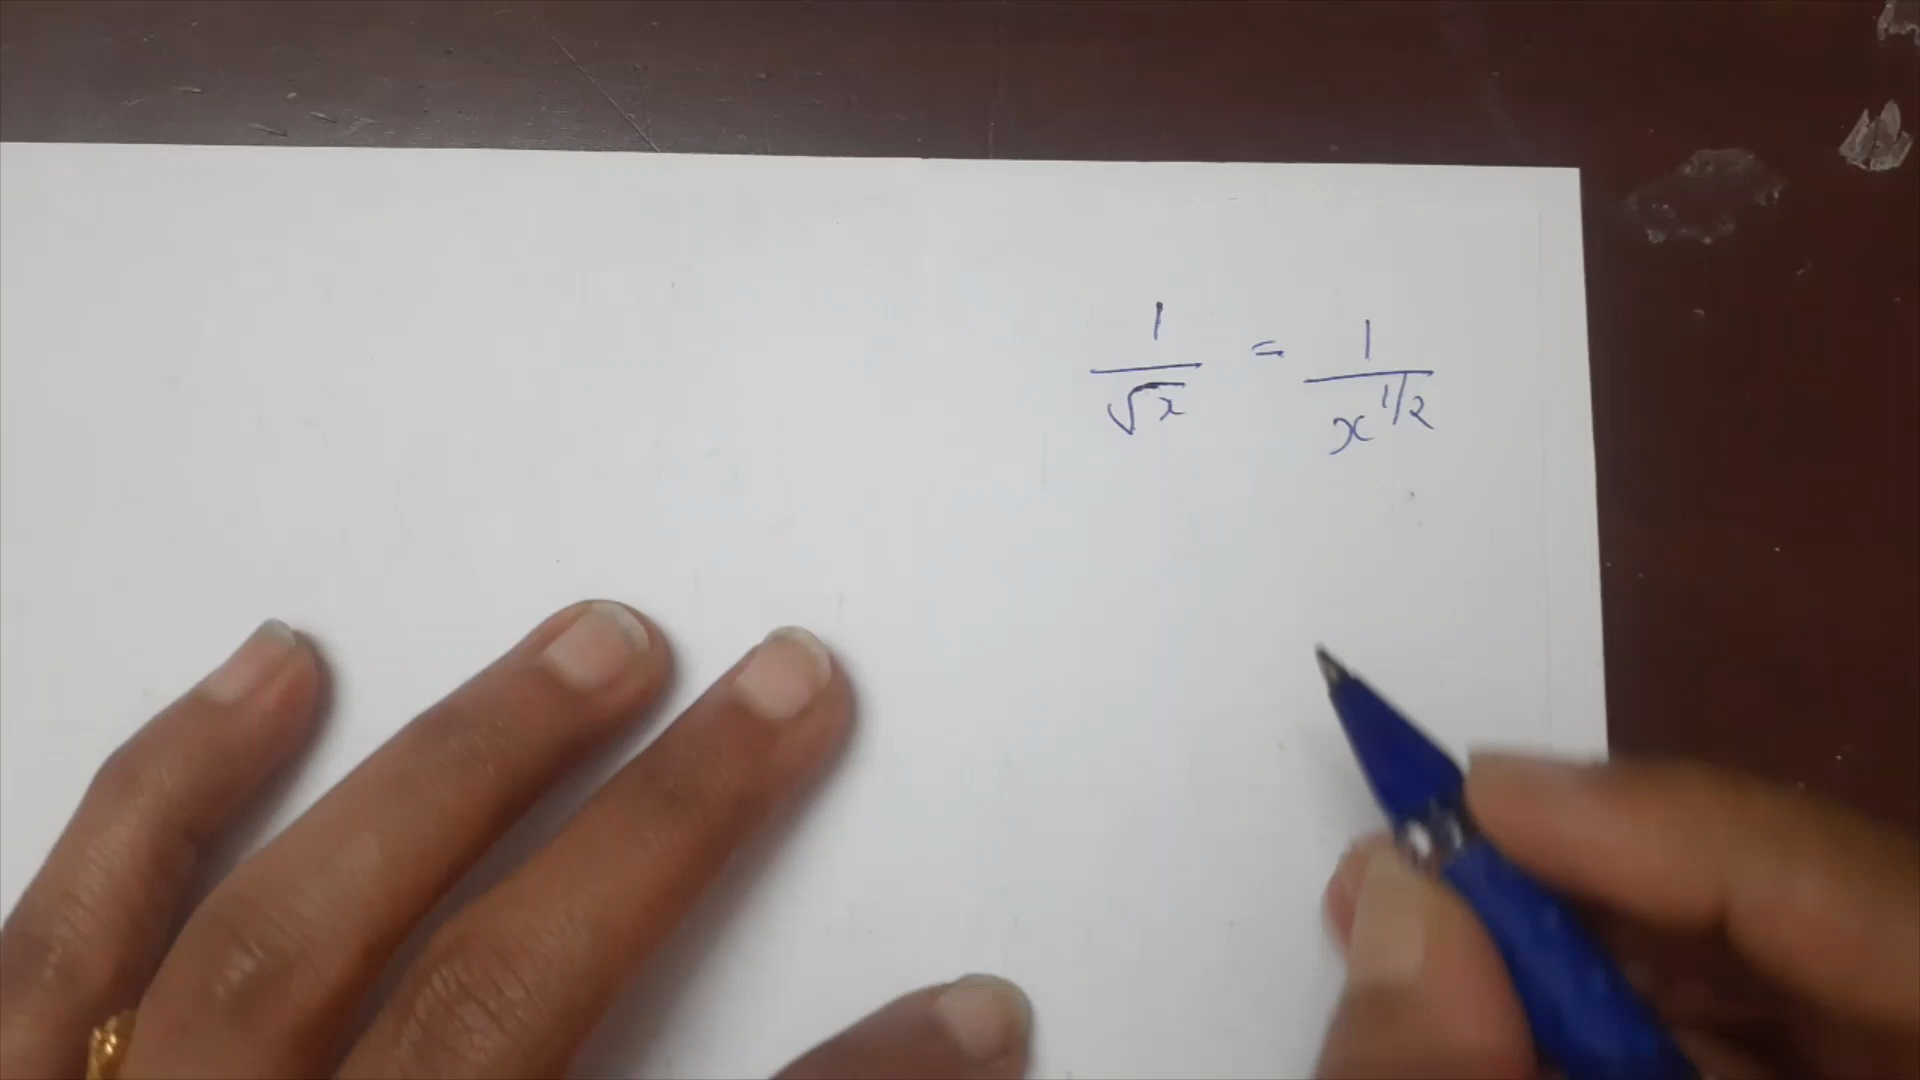 1/√x = 1/x^1/2